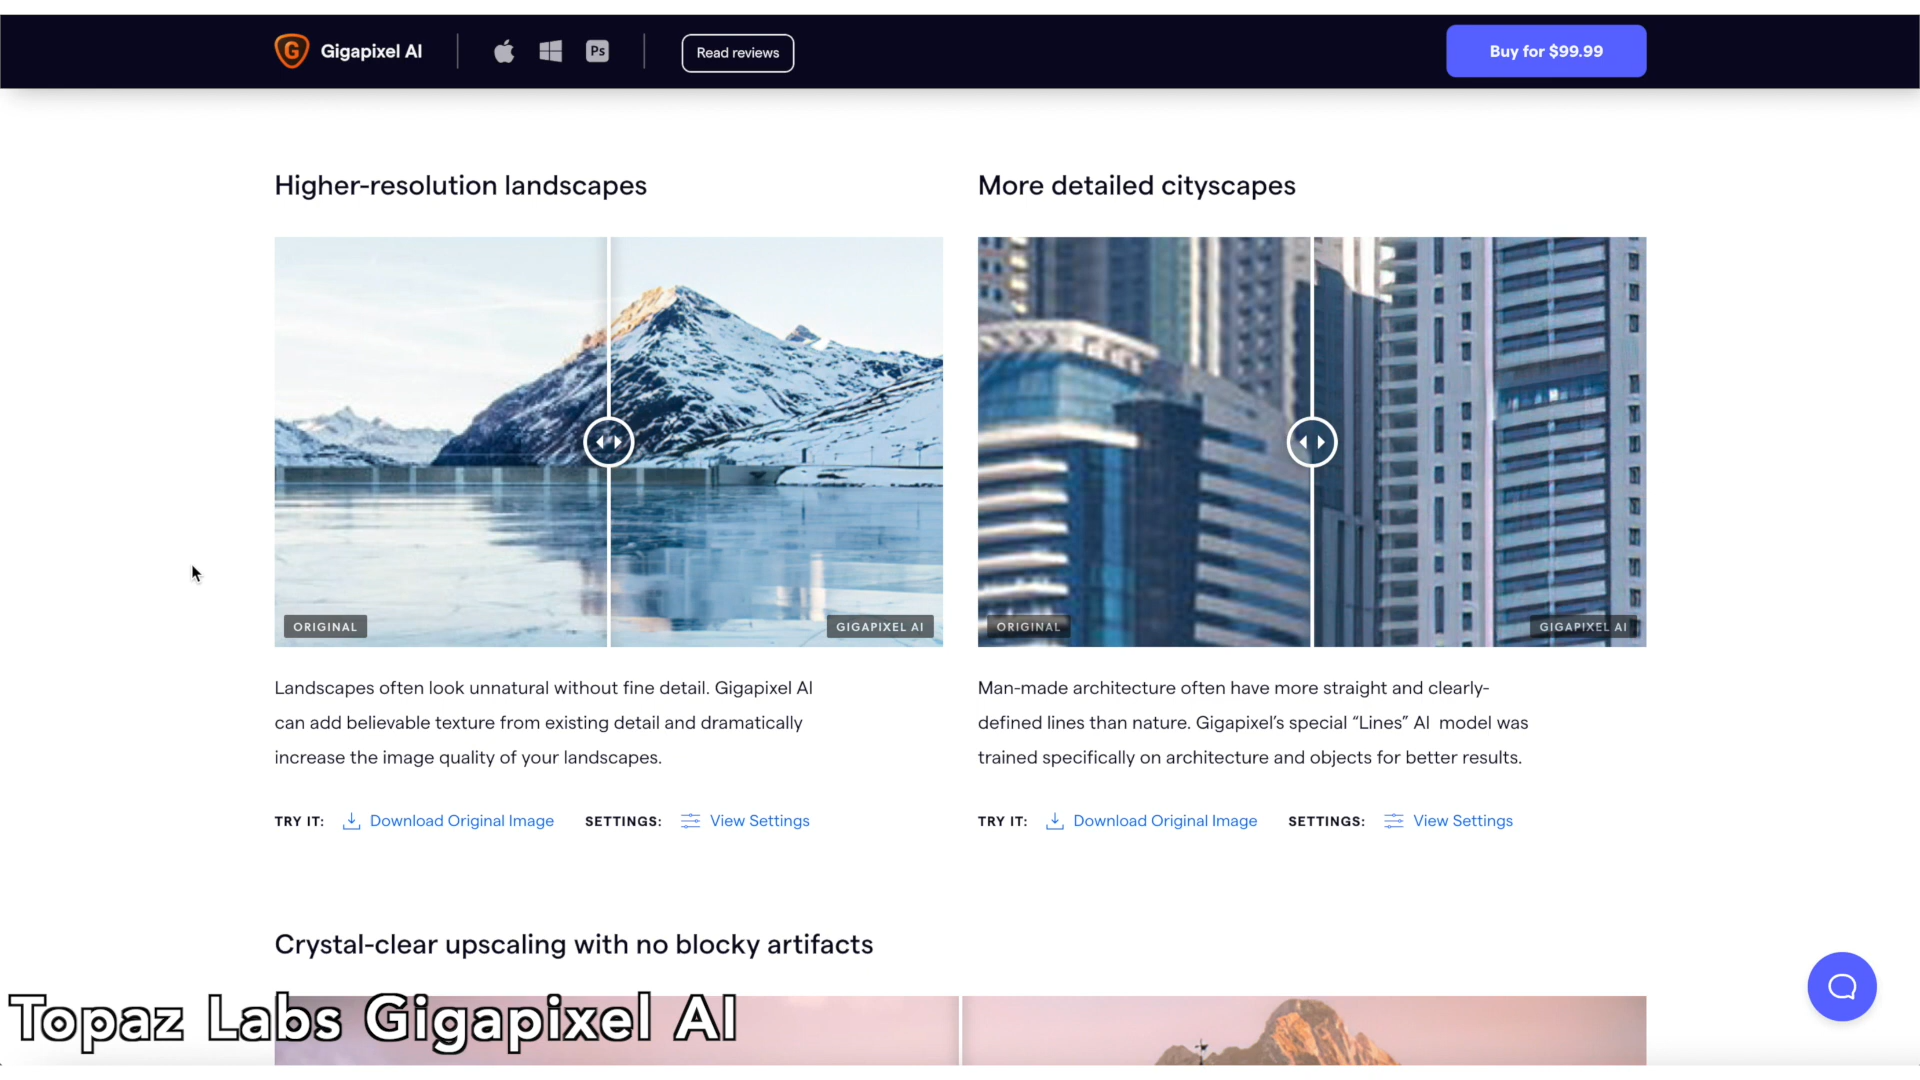 Gigapixel AI
Ps
Read reviews
Buy for $99.99
Higher-resolution landscapes
More detailed cityscapes
ORIGINAL
GIGAPIXEL AI
ORIGINAL
GIGAPIXEL AI
Landscapes often look unnatural without fine detail. Gigapixel AI
can add believable texture from existing detail and dramatically
increase the image quality of your landscapes.
Man-made architecture often have more straight and clearly-
defined lines than nature. Gigapixel’s special “Lines” AI model was
trained specifically on architecture and objects for better results.
TRY IT: Download Original Image SETTINGS: View Settings
TRY IT: Download Original Image SETTINGS: View Settings
Crystal-clear upscaling with no blocky artifacts
Topaz Labs Gigapixel AI